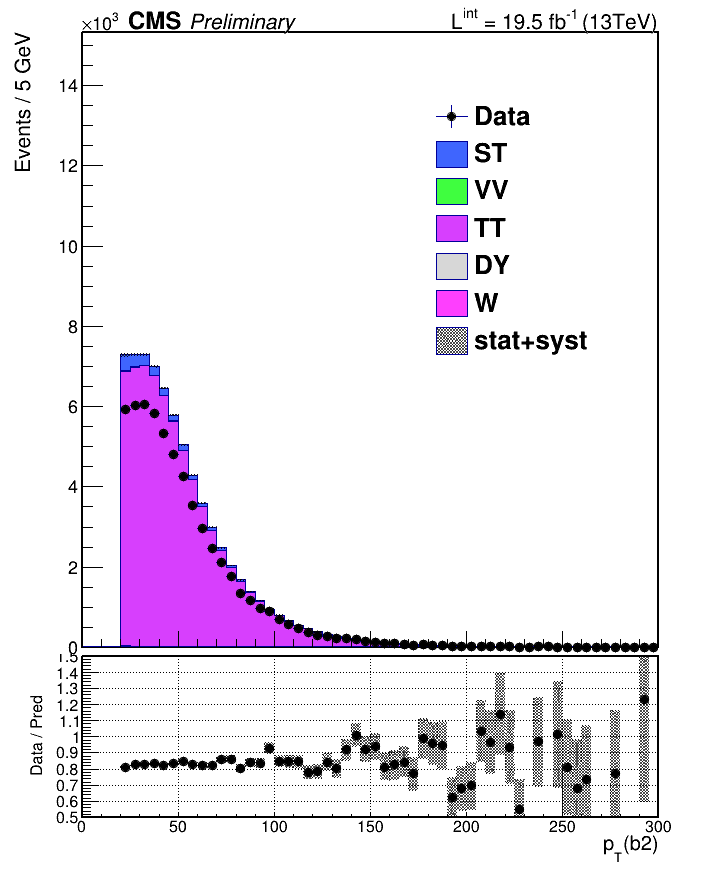 ×10³ CMS Preliminary L^int = 19.5 fb⁻¹ (13TeV)
Events / 5 GeV
14
12
10
8
6
4
2
0
Data
ST
VV
TT
DY
W
stat+syst
Data / Pred
1.5
1.4
1.3
1.2
1.1
1
0.9
0.8
0.7
0.6
0.5
0 50 100 150 200 250 300
p_T(b2)